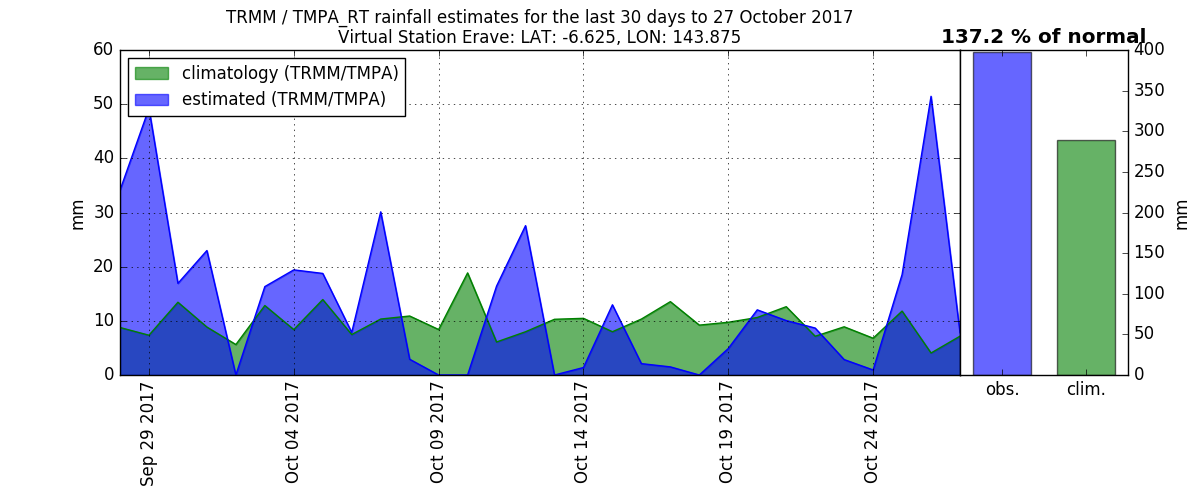 TRMM / TMPA_RT rainfall estimates for the last 30 days to 27 October 2017
Virtual Station Erave: LAT: -6.625, LON: 143.875
137.2 % of normal
climatology (TRMM/TMPA)
estimated (TRMM/TMPA)
60
50
40
30
20
10
0
mm
Sep 29 2017
Oct 04 2017
Oct 09 2017
Oct 14 2017
Oct 19 2017
Oct 24 2017
400
350
300
250
200
150
100
50
0
mm
obs.
clim.